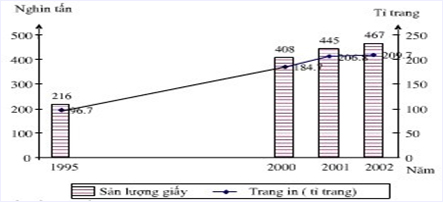 Nghìn tấn Tỉ trang
500 445 467 250
400 408 206.8 209.7 200
300 184.7 150
200 216 100
100 96.7 50
0 0
1995 2000 2001 2002 Năm
Sản lượng giấy Trang in ( tỉ trang)